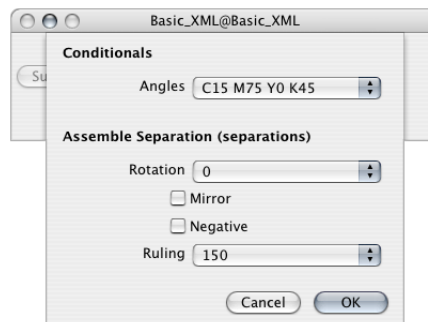 Basic_XML@Basic_XML
Conditionals
Su
Angles C15 M75 Y0 K45
Assemble Separation (separations)
Rotation 0
Mirror
Negative
Ruling 150
Cancel OK